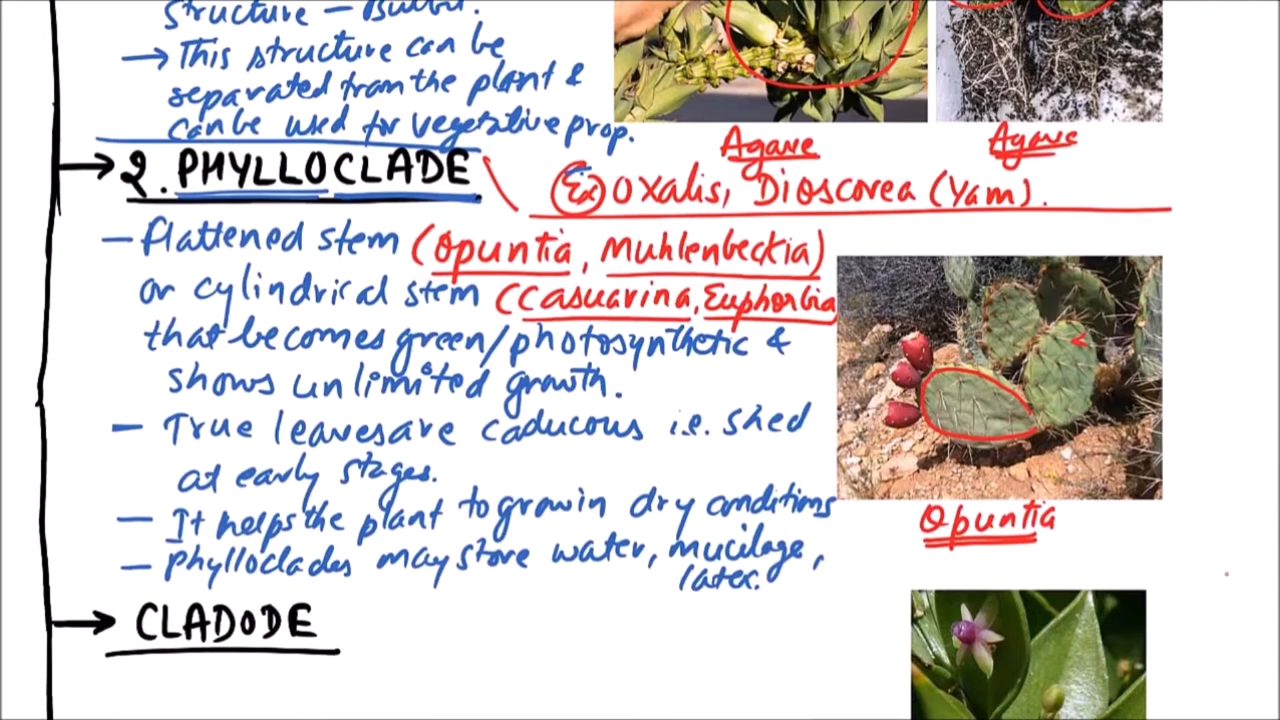 structure – Bulbil.
→ This structure can be
separated from the plant &
can be used for vegetative prop.
Agave
Agave
→ 2. PHYLLOCLADE
Ex Oxalis, Dioscorea (Yam).
– flattened stem (Opuntia, Muhlenbeckia)
or cylindrical stem (Casuarina, Euphorbia
that becomes green/photosynthetic &
shows unlimited growth.
– True leaves are caducous i.e. shed
at early stages.
– It helps the plant to grow in dry conditions
– Phylloclades may store water, mucilage,
latex.
Opuntia
→ CLADODE